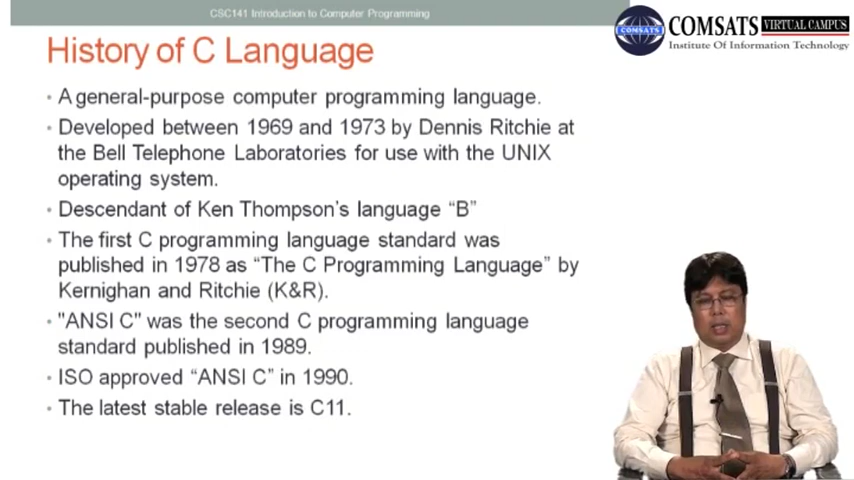 CSC141 Introduction to Computer Programming
COMSATS VIRTUAL CAMPUS
Institute Of Information Technology
COMSATS
History of C Language
• A general-purpose computer programming language.
• Developed between 1969 and 1973 by Dennis Ritchie at
the Bell Telephone Laboratories for use with the UNIX
operating system.
• Descendant of Ken Thompson's language “B”
• The first C programming language standard was
published in 1978 as “The C Programming Language” by
Kernighan and Ritchie (K&R).
• "ANSI C" was the second C programming language
standard published in 1989.
• ISO approved “ANSI C” in 1990.
• The latest stable release is C11.